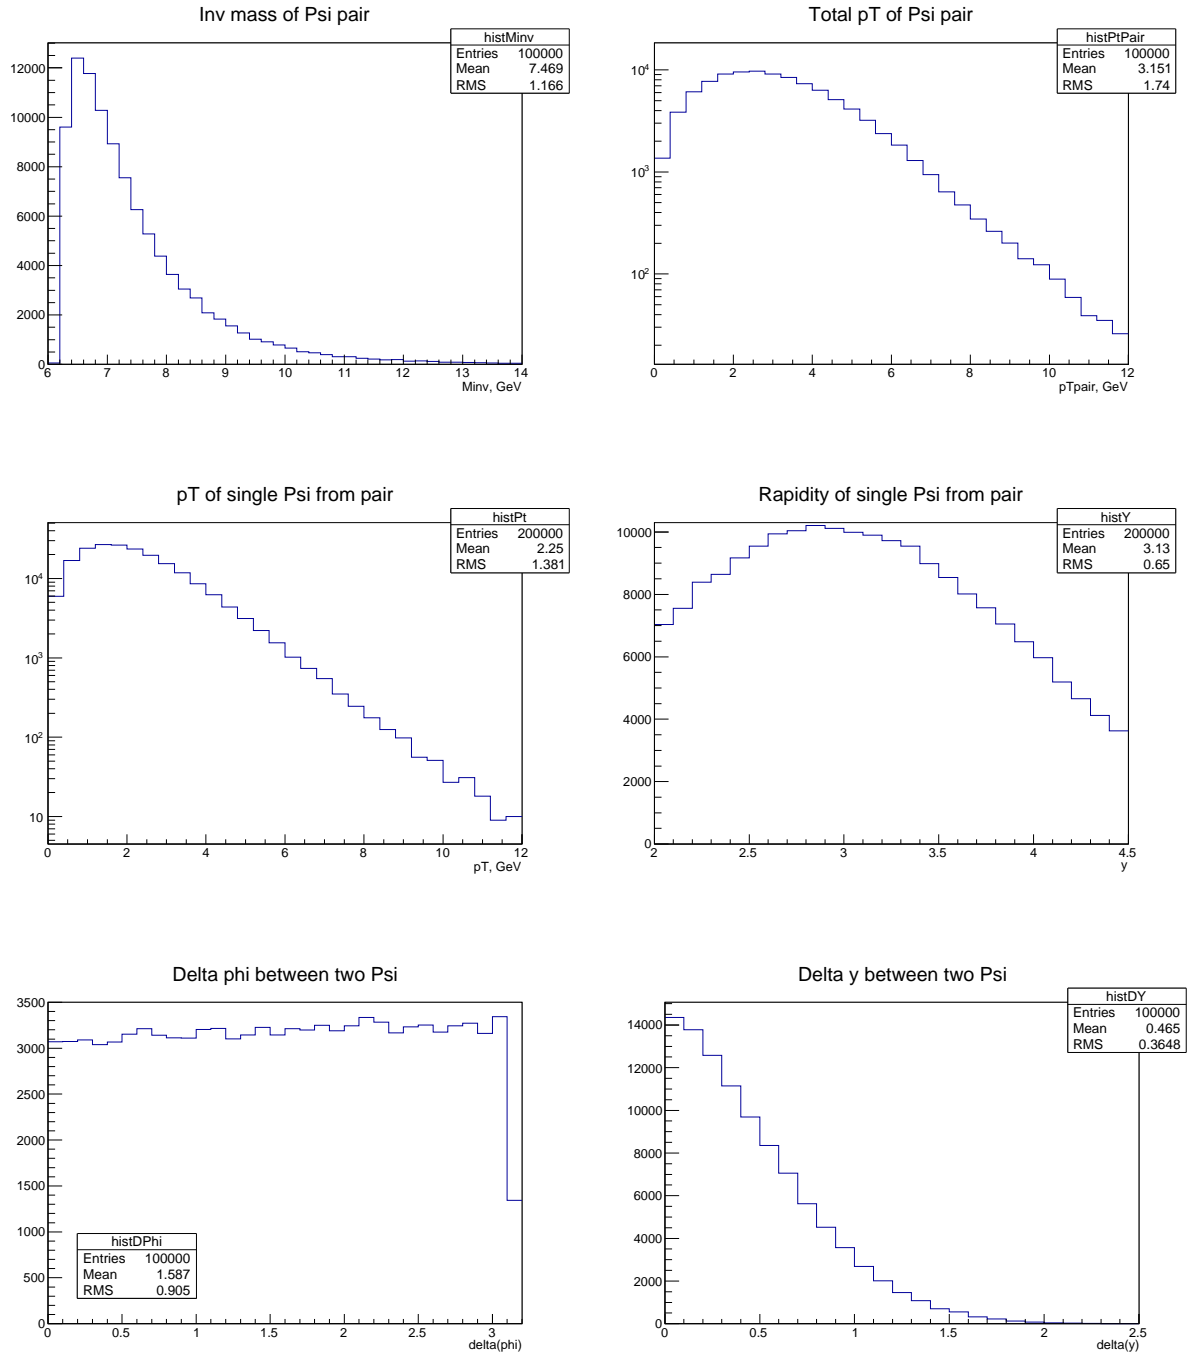 Inv mass of Psi pair
histMinv
Entries 100000
Mean 7.469
RMS 1.166
12000
10000
8000
6000
4000
2000
0
6 7 8 9 10 11 12 13 14
Minv, GeV
Total pT of Psi pair
histPtPair
Entries 100000
Mean 3.151
RMS 1.74
10⁴
10³
10²
0 2 4 6 8 10 12
pTpair, GeV
pT of single Psi from pair
histPt
Entries 200000
Mean 2.25
RMS 1.381
10⁴
10³
10²
10
0 2 4 6 8 10 12
pT, GeV
Rapidity of single Psi from pair
histY
Entries 200000
Mean 3.13
RMS 0.65
10000
8000
6000
4000
2000
0
2 2.5 3 3.5 4 4.5
y
Delta phi between two Psi
3500
3000
2500
2000
1500
1000
500
0
histDPhi
Entries 100000
Mean 1.587
RMS 0.905
0 0.5 1 1.5 2 2.5 3
delta(phi)
Delta y between two Psi
histDY
Entries 100000
Mean 0.465
RMS 0.3648
14000
12000
10000
8000
6000
4000
2000
0
0 0.5 1 1.5 2 2.5
delta(y)